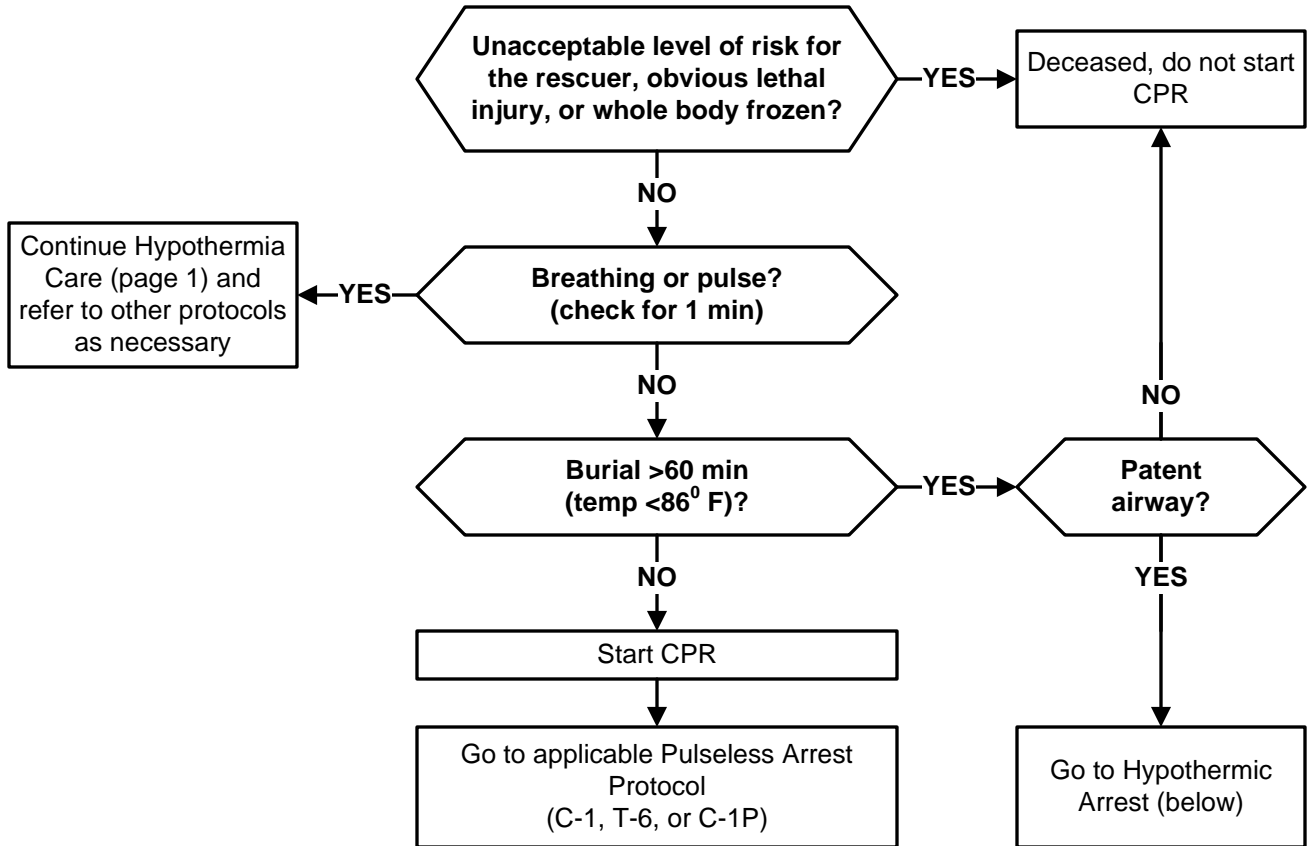 Unacceptable level of risk for
the rescuer, obvious lethal
injury, or whole body frozen?
YES
Deceased, do not start
CPR
NO
Continue Hypothermia
Care (page 1) and
refer to other protocols
as necessary
YES
Breathing or pulse?
(check for 1 min)
NO
NO
Burial >60 min
(temp <86⁰ F)?
YES
Patent
airway?
NO
YES
Start CPR
Go to applicable Pulseless Arrest
Protocol
(C-1, T-6, or C-1P)
Go to Hypothermic
Arrest (below)